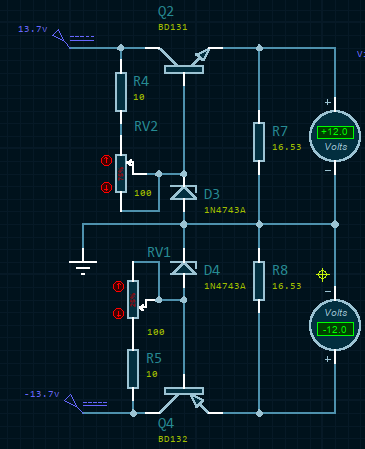 Q2
BD131
13.7v
R4
10
RV2
100
R7
16.53
+
+12.0
Volts
-
D3
1N4743A
RV1
D4
1N4743A
R8
16.53
-
Volts
-12.0
+
100
R5
10
-13.7v
Q4
BD132